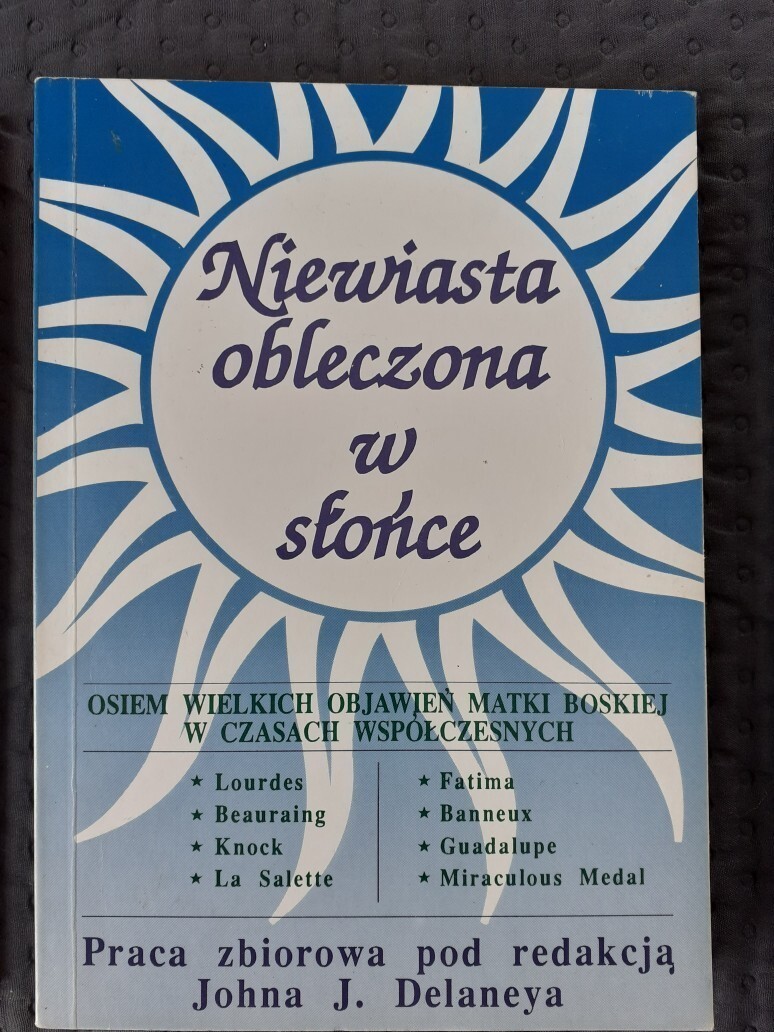 Niewiasta
obleczona
w
słońce
OSIEM WIELKICH OBJAWIEŃ MATKI BOSKIEJ
W CZASACH WSPÓŁCZESNYCH
★ Lourdes
★ Beauraing
★ Knock
★ La Salette
★ Fatima
★ Banneux
★ Guadalupe
★ Miraculous Medal
Praca zbiorowa pod redakcją
Johna J. Delaneya